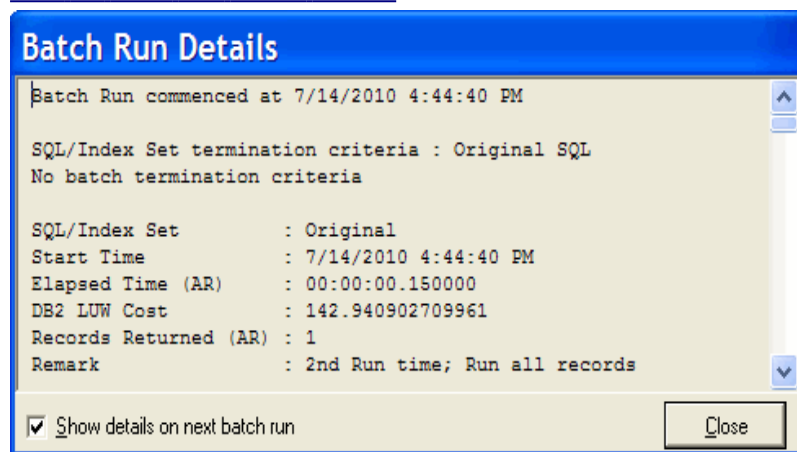 Batch Run Details
Batch Run commenced at 7/14/2010 4:44:40 PM
SQL/Index Set termination criteria : Original SQL
No batch termination criteria
SQL/Index Set : Original
Start Time : 7/14/2010 4:44:40 PM
Elapsed Time (AR) : 00:00:00.150000
DB2 LUW Cost : 142.940902709961
Records Returned (AR) : 1
Remark : 2nd Run time; Run all records
Show details on next batch run
Close